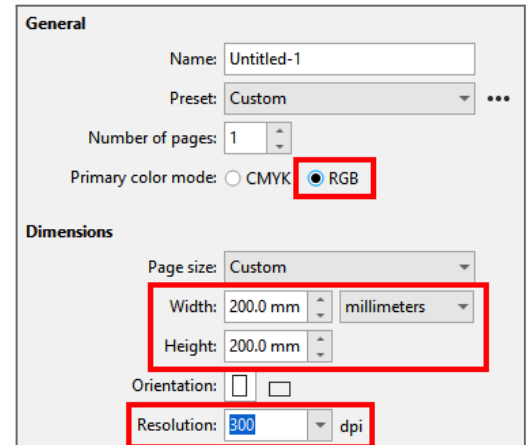 General
Name: Untitled-1
Preset: Custom
Number of pages: 1
Primary color mode: CMYK RGB
Dimensions
Page size: Custom
Width: 200.0 mm millimeters
Height: 200.0 mm
Orientation:
Resolution: 300 dpi